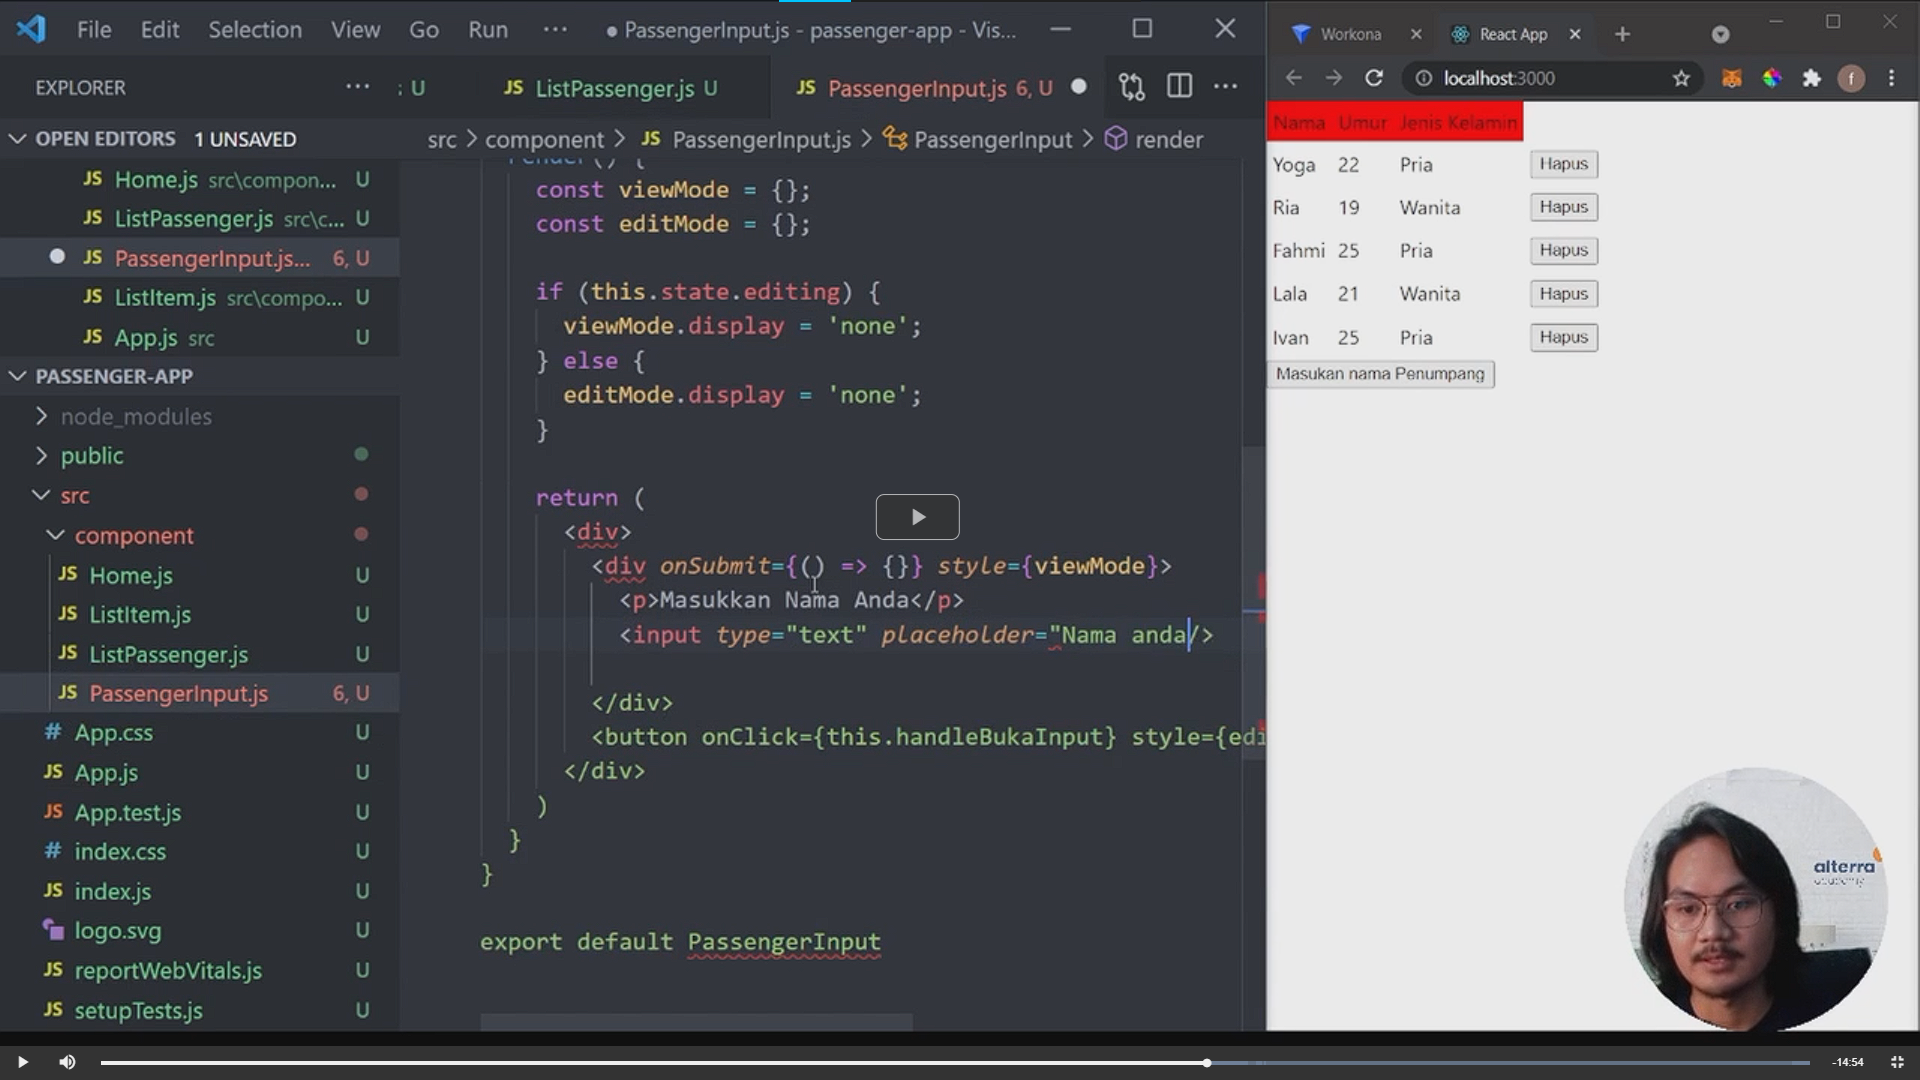 File Edit Selection View Go Run ··· ● PassengerInput.js - passenger-app - Vis...
Workona
React App
EXPLORER ···
; U
JS ListPassenger.js U
JS PassengerInput.js 6, U
localhost:3000
f
OPEN EDITORS 1 UNSAVED
src > component > JS PassengerInput.js > PassengerInput > render
JS Home.js src\compon... U
JS ListPassenger.js src\c... U
JS PassengerInput.js... 6, U
JS ListItem.js src\compo... U
JS App.js src U
PASSENGER-APP
node_modules
public
src
component
JS Home.js U
JS ListItem.js U
JS ListPassenger.js U
JS PassengerInput.js 6, U
# App.css U
JS App.js U
JS App.test.js U
# index.css U
JS index.js U
logo.svg U
JS reportWebVitals.js U
JS setupTests.js U
render() {
const viewMode = {};
const editMode = {};
if (this.state.editing) {
viewMode.display = 'none';
} else {
editMode.display = 'none';
}
return (
<div>
<div onSubmit={() => {}} style={viewMode}>
<p>Masukkan Nama Anda</p>
<input type="text" placeholder="Nama anda/>
</div>
<button onClick={this.handleBukaInput} style={edi
</div>
)
}
}
export default PassengerInput
Nama Umur Jenis Kelamin
Yoga 22 Pria Hapus
Ria 19 Wanita Hapus
Fahmi 25 Pria Hapus
Lala 21 Wanita Hapus
Ivan 25 Pria Hapus
Masukan nama Penumpang
alterra
academy
-14:54